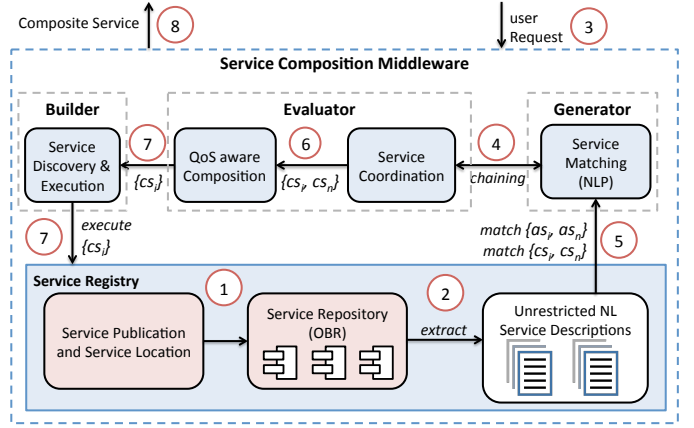 Composite Service
8
user
Request
3
Service Composition Middleware
Builder
Evaluator
Generator
Service
Discovery &
Execution
7
{csᵢ}
QoS aware
Composition
6
{csᵢ, csₙ}
Service
Coordination
4
chaining
Service
Matching
(NLP)
7
execute
{csᵢ}
match {asᵢ, asₙ}
match {csᵢ, csₙ}
5
Service Registry
1
2
Service Publication
and Service Location
Service Repository
(OBR)
extract
Unrestricted NL
Service Descriptions